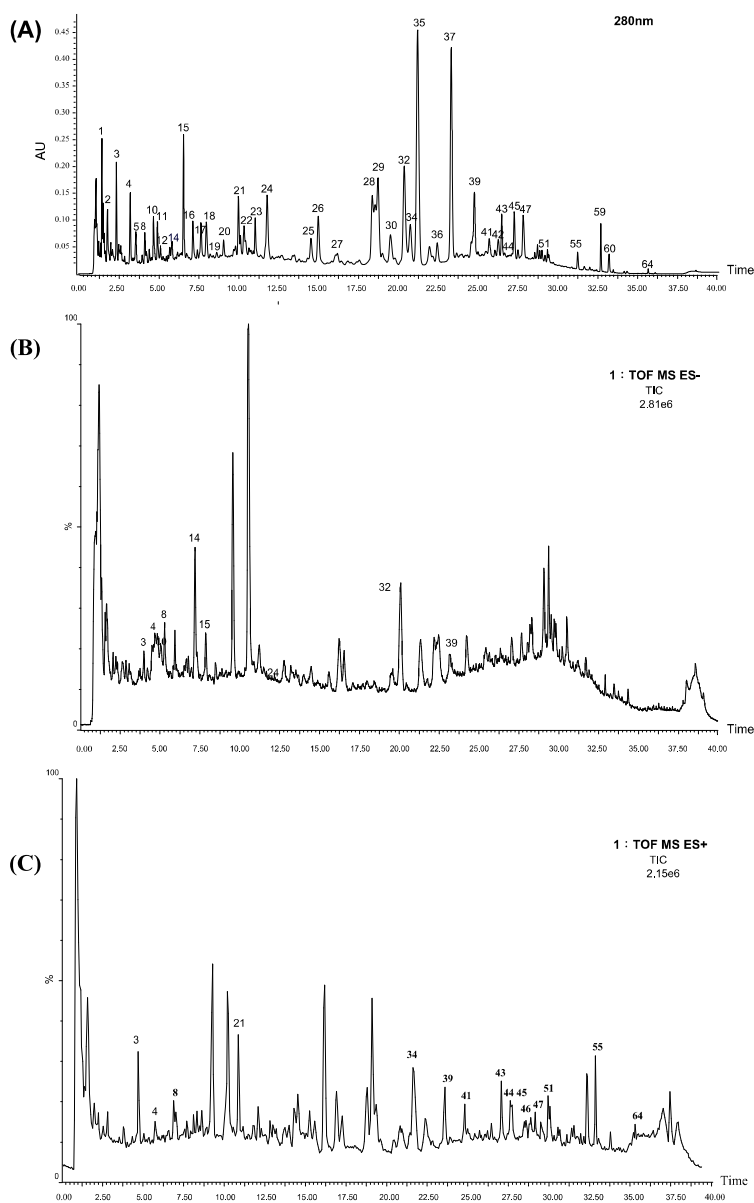 (A)
280nm
AU
0.45
0.40
0.35
0.30
0.25
0.20
0.15
0.10
0.05
1 2 3 4 5 8 10 11 12 14 15 16 17 18 19 20 21 22 23 24 25 26 27 28 29 30 32 34 35 36 37 39 41 42 43 44 45 47 51 55 59 60 64
0.00 2.50 5.00 7.50 10.00 12.50 15.00 17.50 20.00 22.50 25.00 27.50 30.00 32.50 35.00 37.50 40.00
Time
(B)
100
%
0
1 : TOF MS ES-
TIC
2.81e6
3 4 8 14 15 24 32 39
0.00 2.50 5.00 7.50 10.00 12.50 15.00 17.50 20.00 22.50 25.00 27.50 30.00 32.50 35.00 37.50 40.00
Time
(C)
100
%
0
1 : TOF MS ES+
TIC
2.15e6
3 4 8 21 34 39 41 43 44 45 46 47 51 55 64
0.00 2.50 5.00 7.50 10.00 12.50 15.00 17.50 20.00 22.50 25.00 27.50 30.00 32.50 35.00 37.50 40.00
Time